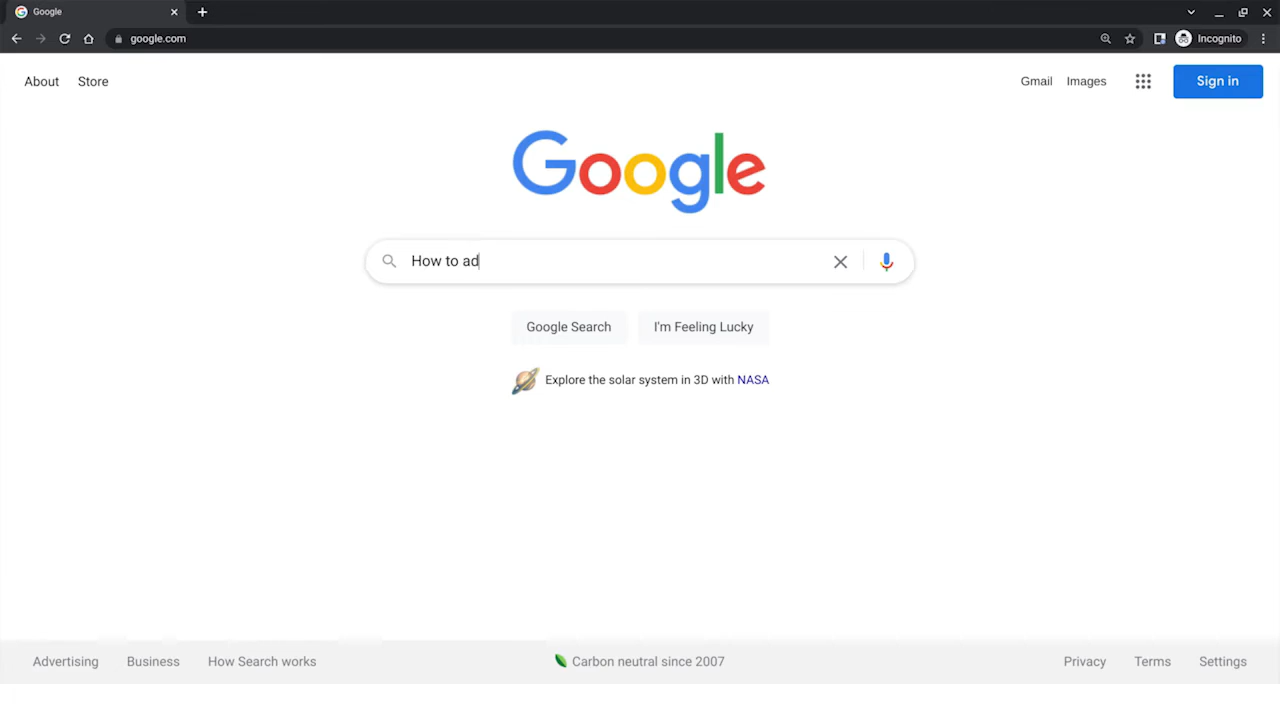 Google
google.com
Incognito
About Store
Gmail Images
Sign in
Google
How to ad
Google Search I'm Feeling Lucky
Explore the solar system in 3D with NASA
Advertising Business How Search works
Carbon neutral since 2007
Privacy Terms Settings